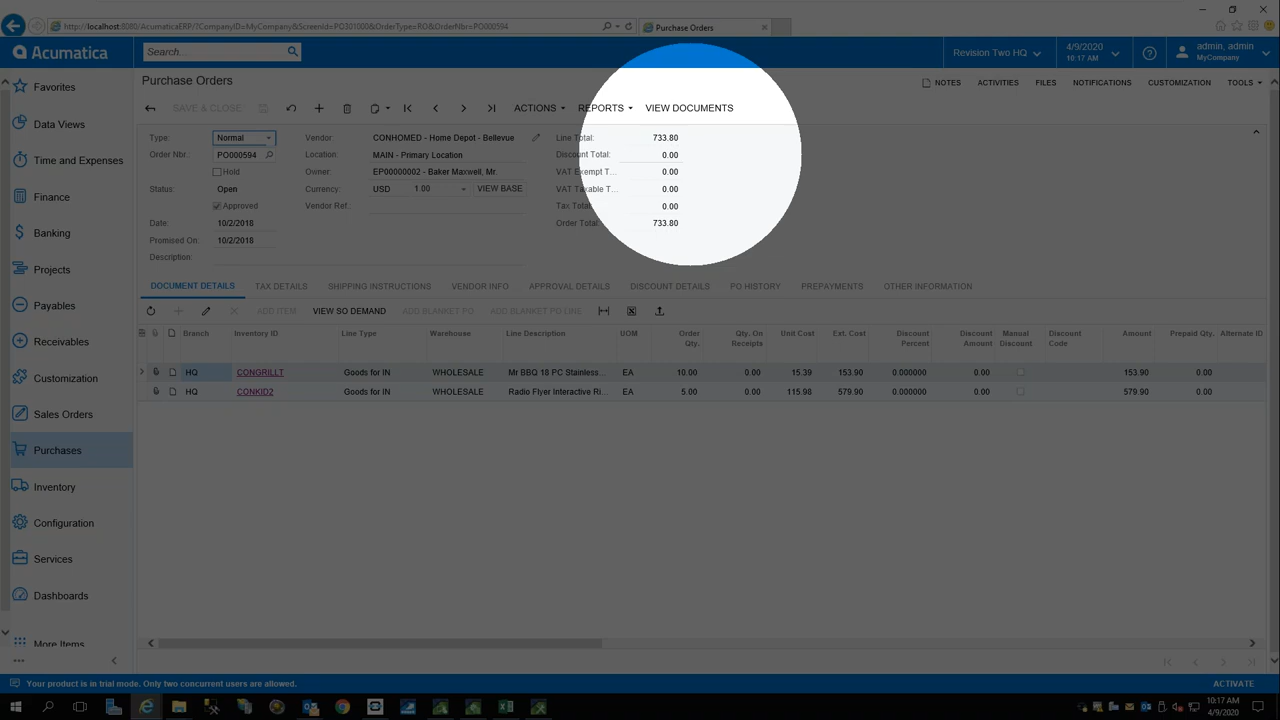 http://localhost:8080/AcumaticaERP/?CompanyID=MyCompany&ScreenId=PO301000&OrderType=RO&OrderNbr=PO000594
Purchase Orders
Acumatica
Search...
Revision Two HQ
4/9/2020
10:17 AM
admin, admin
MyCompany
Favorites
Data Views
Time and Expenses
Finance
Banking
Projects
Payables
Receivables
Customization
Sales Orders
Purchases
Inventory
Configuration
Services
Dashboards
More Items
Purchase Orders
NOTES ACTIVITIES FILES NOTIFICATIONS CUSTOMIZATION TOOLS
SAVE & CLOSE ACTIONS REPORTS VIEW DOCUMENTS
Type: Normal Vendor: CONHOMED - Home Depot - Bellevue Line Total: 733.80
Order Nbr.: PO000594 Location: MAIN - Primary Location Discount Total: 0.00
Hold Owner: EP00000002 - Baker Maxwell, Mr. VAT Exempt T... 0.00
Status: Open Currency: USD 1.00 VIEW BASE VAT Taxable T... 0.00
Approved Vendor Ref.: Tax Total: 0.00
Date: 10/2/2018 Order Total: 733.80
Promised On: 10/2/2018
Description:
DOCUMENT DETAILS TAX DETAILS SHIPPING INSTRUCTIONS VENDOR INFO APPROVAL DETAILS DISCOUNT DETAILS PO HISTORY PREPAYMENTS OTHER INFORMATION
ADD ITEM VIEW SO DEMAND ADD BLANKET PO ADD BLANKET PO LINE
Branch Inventory ID Line Type Warehouse Line Description UOM Order Qty. Qty. On Receipts Unit Cost Ext. Cost Discount Percent Discount Amount Manual Discount Discount Code Amount Prepaid Qty. Alternate ID
HQ CONGRILLT Goods for IN WHOLESALE Mr BBQ 18 PC Stainless... EA 10.00 0.00 15.39 153.90 0.000000 0.00 153.90 0.00
HQ CONKID2 Goods for IN WHOLESALE Radio Flyer Interactive Ri... EA 5.00 0.00 115.98 579.90 0.000000 0.00 579.90 0.00
Your product is in trial mode. Only two concurrent users are allowed. ACTIVATE
10:17 AM
4/9/2020